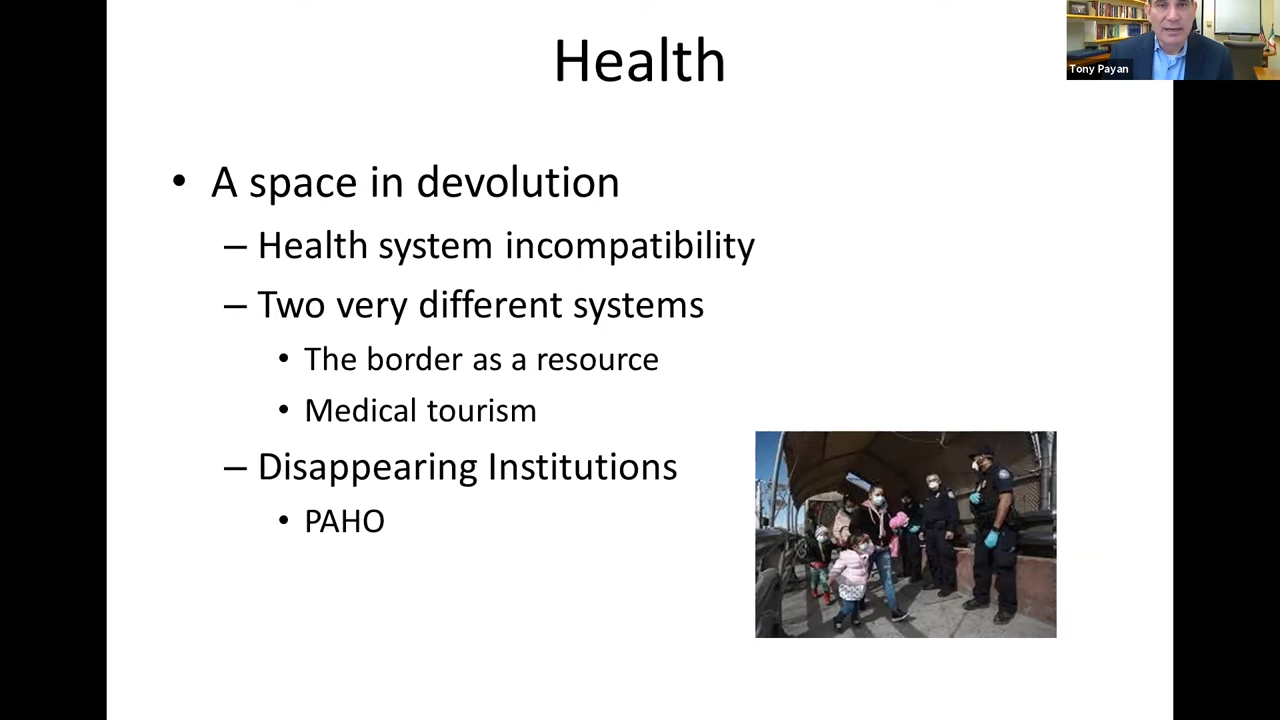 Health
Tony Payan
• A space in devolution
– Health system incompatibility
– Two very different systems
• The border as a resource
• Medical tourism
– Disappearing Institutions
• PAHO